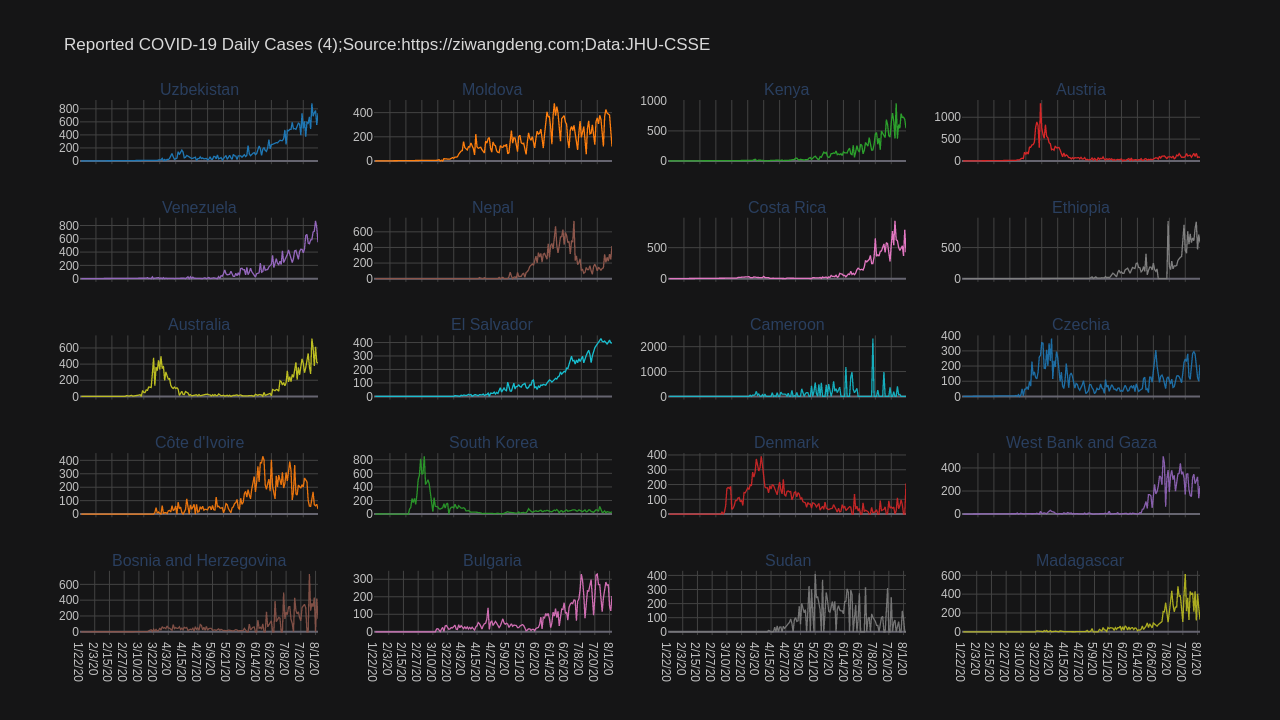 Reported COVID-19 Daily Cases (4);Source:https://ziwangdeng.com;Data:JHU-CSSE
Uzbekistan Moldova Kenya Austria
800 600 400 200 0
400 200 0
1000 500 0
1000 500 0
Venezuela Nepal Costa Rica Ethiopia
800 600 400 200 0
600 400 200 0
500 0
500 0
Australia El Salvador Cameroon Czechia
600 400 200 0
400 300 200 100 0
2000 1000 0
400 300 200 100 0
Côte d'Ivoire South Korea Denmark West Bank and Gaza
400 300 200 100 0
800 600 400 200 0
400 300 200 100 0
400 200 0
Bosnia and Herzegovina Bulgaria Sudan Madagascar
600 400 200 0
300 200 100 0
400 300 200 100 0
600 400 200 0
1/22/20 2/3/20 2/15/20 2/27/20 3/10/20 3/22/20 4/3/20 4/15/20 4/27/20 5/9/20 5/21/20 6/2/20 6/14/20 6/26/20 7/8/20 7/20/20 8/1/20
1/22/20 2/3/20 2/15/20 2/27/20 3/10/20 3/22/20 4/3/20 4/15/20 4/27/20 5/9/20 5/21/20 6/2/20 6/14/20 6/26/20 7/8/20 7/20/20 8/1/20
1/22/20 2/3/20 2/15/20 2/27/20 3/10/20 3/22/20 4/3/20 4/15/20 4/27/20 5/9/20 5/21/20 6/2/20 6/14/20 6/26/20 7/8/20 7/20/20 8/1/20
1/22/20 2/3/20 2/15/20 2/27/20 3/10/20 3/22/20 4/3/20 4/15/20 4/27/20 5/9/20 5/21/20 6/2/20 6/14/20 6/26/20 7/8/20 7/20/20 8/1/20